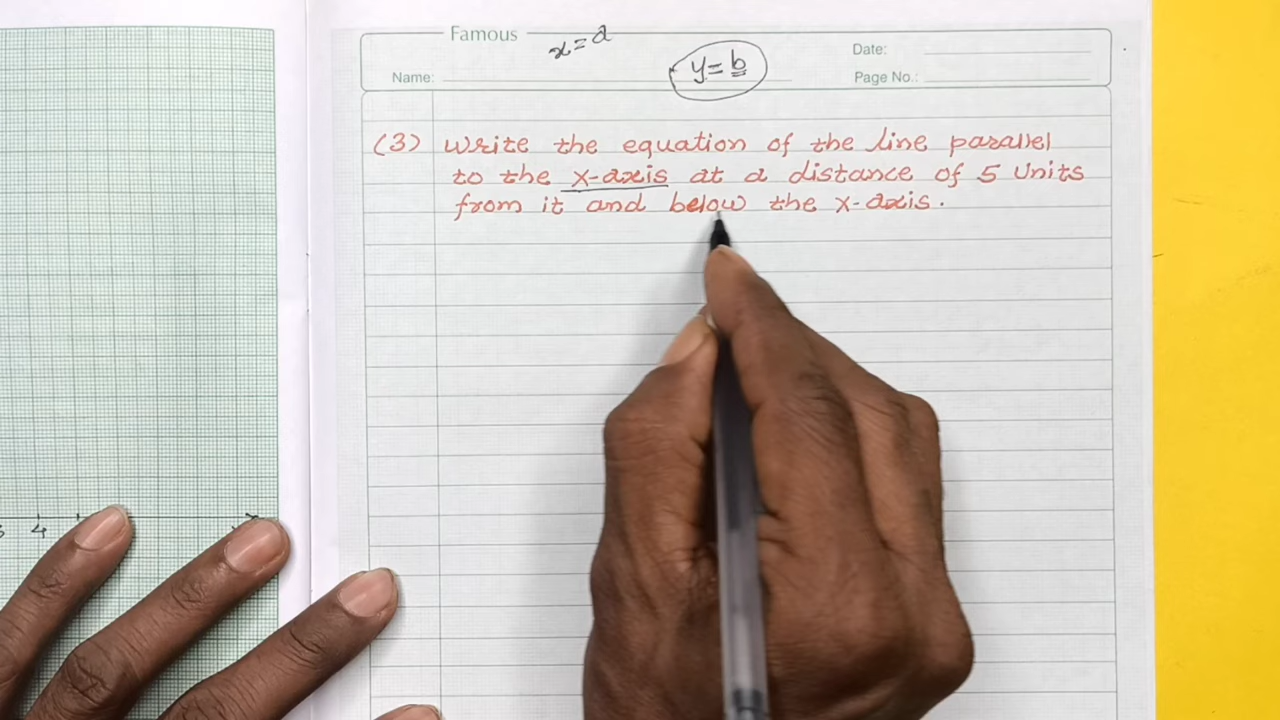 Famous
x = a
y = b
Date:
Name:
Page No.:
(3) Write the equation of the line parallel
to the x-axis at a distance of 5 Units
from it and below the x-axis.
4